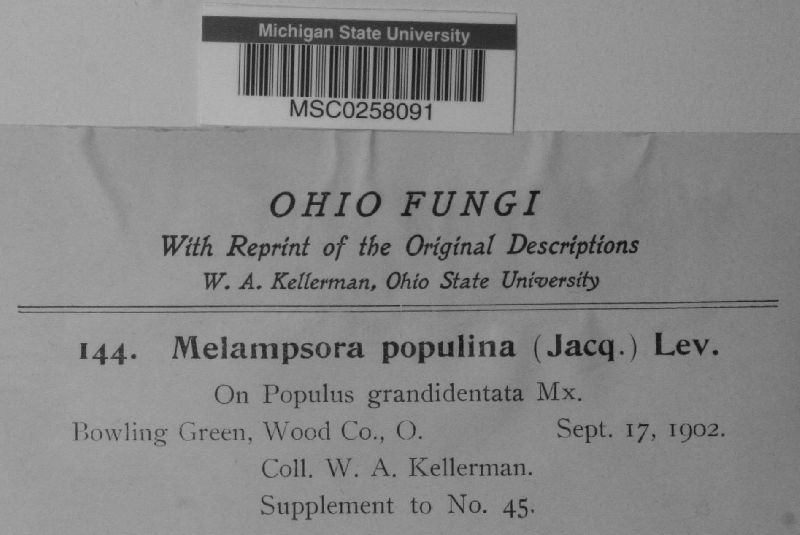 Michigan State University
MSC0258091
OHIO FUNGI
With Reprint of the Original Descriptions
W. A. Kellerman, Ohio State University
144. Melampsora populina (Jacq.) Lev.
On Populus grandidentata Mx.
Bowling Green, Wood Co., O. Sept. 17, 1902.
Coll. W. A. Kellerman.
Supplement to No. 45.